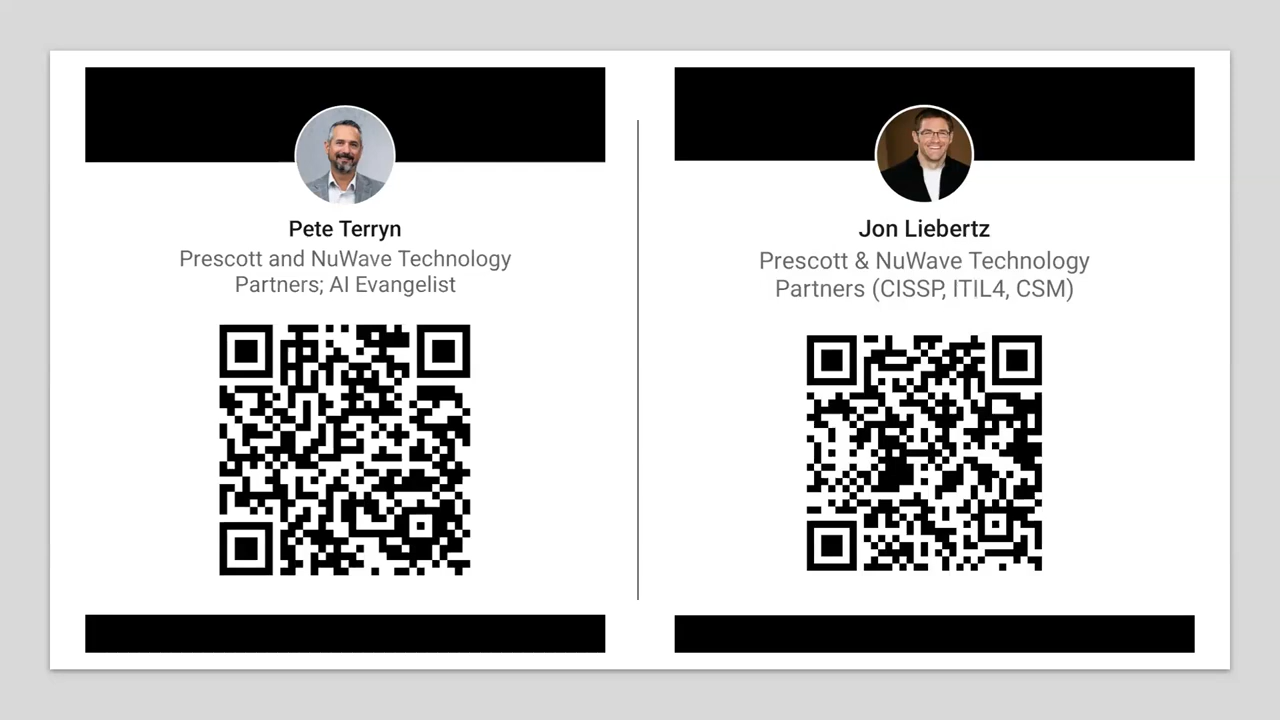 Pete Terryn
Prescott and NuWave Technology
Partners; AI Evangelist
Jon Liebertz
Prescott & NuWave Technology
Partners (CISSP, ITIL4, CSM)